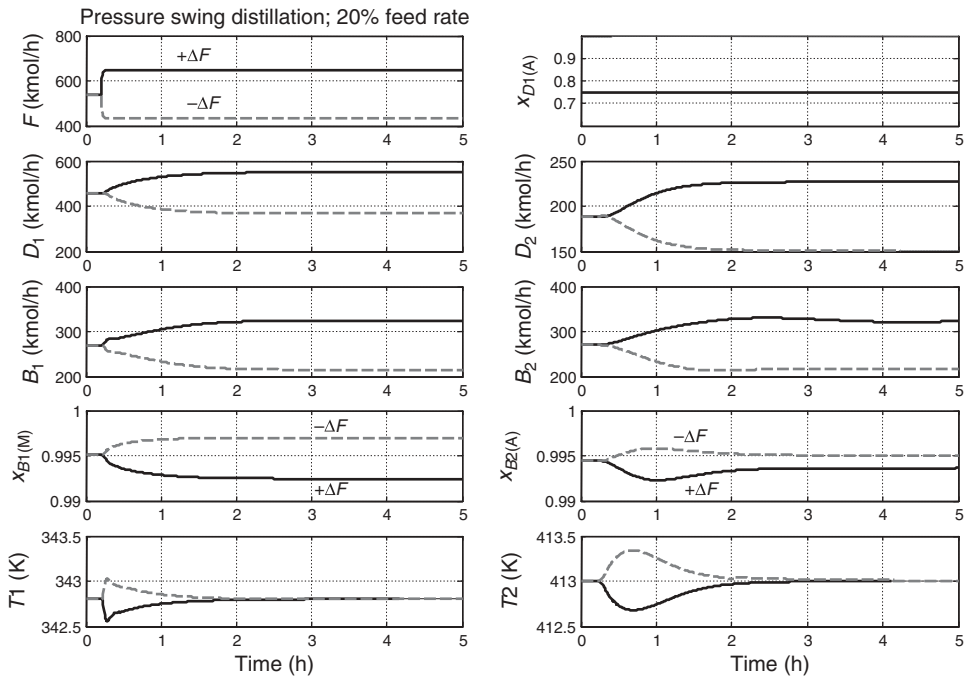 Pressure swing distillation; 20% feed rate
F (kmol/h)
800
600
400
+ΔF
−ΔF
0 1 2 3 4 5
xD1(A)
0.9
0.8
0.7
0 1 2 3 4 5
D1 (kmol/h)
600
400
200
0 1 2 3 4 5
D2 (kmol/h)
250
200
150
0 1 2 3 4 5
B1 (kmol/h)
400
300
200
0 1 2 3 4 5
B2 (kmol/h)
400
300
200
0 1 2 3 4 5
xB1(M)
1
0.995
0.99
−ΔF
+ΔF
0 1 2 3 4 5
xB2(A)
1
0.995
0.99
−ΔF
+ΔF
0 1 2 3 4 5
T1 (K)
343.5
343
342.5
0 1 2 3 4 5
Time (h)
T2 (K)
413.5
413
412.5
0 1 2 3 4 5
Time (h)